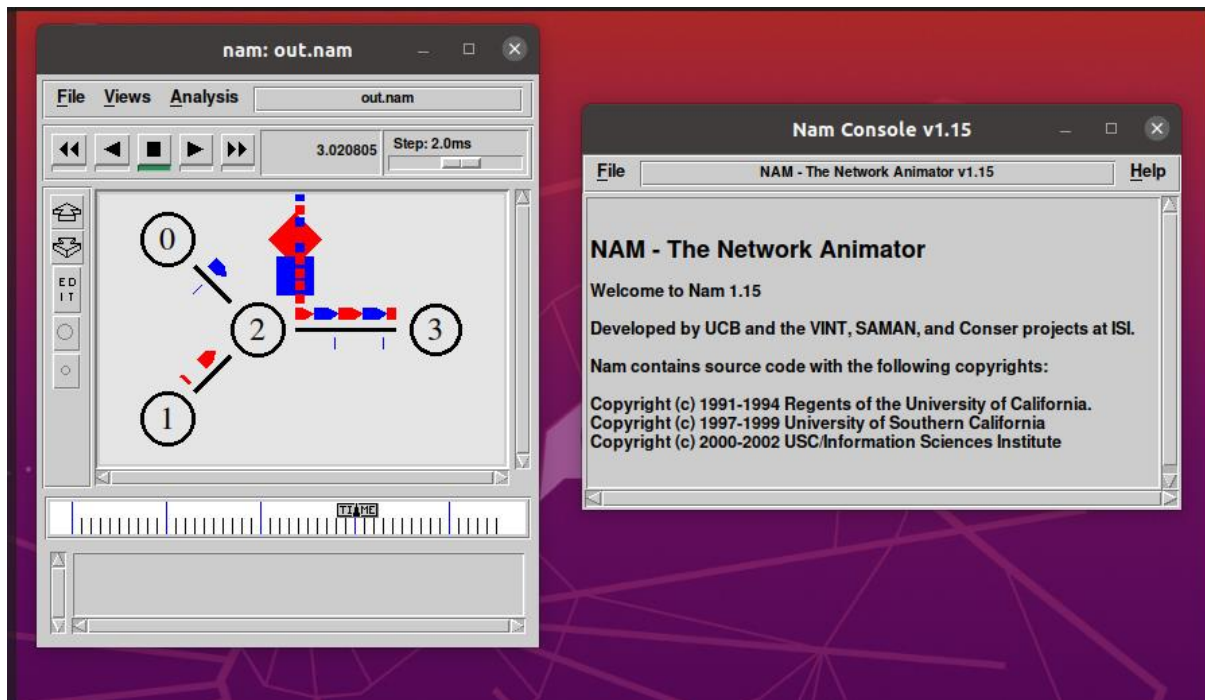 nam: out.nam
File Views Analysis out.nam
3.020805 Step: 2.0ms
ED
IT
0
2
3
1
TIME
Nam Console v1.15
File NAM - The Network Animator v1.15 Help
NAM - The Network Animator
Welcome to Nam 1.15
Developed by UCB and the VINT, SAMAN, and Conser projects at ISI.
Nam contains source code with the following copyrights:
Copyright (c) 1991-1994 Regents of the University of California.
Copyright (c) 1997-1999 University of Southern California
Copyright (c) 2000-2002 USC/Information Sciences Institute